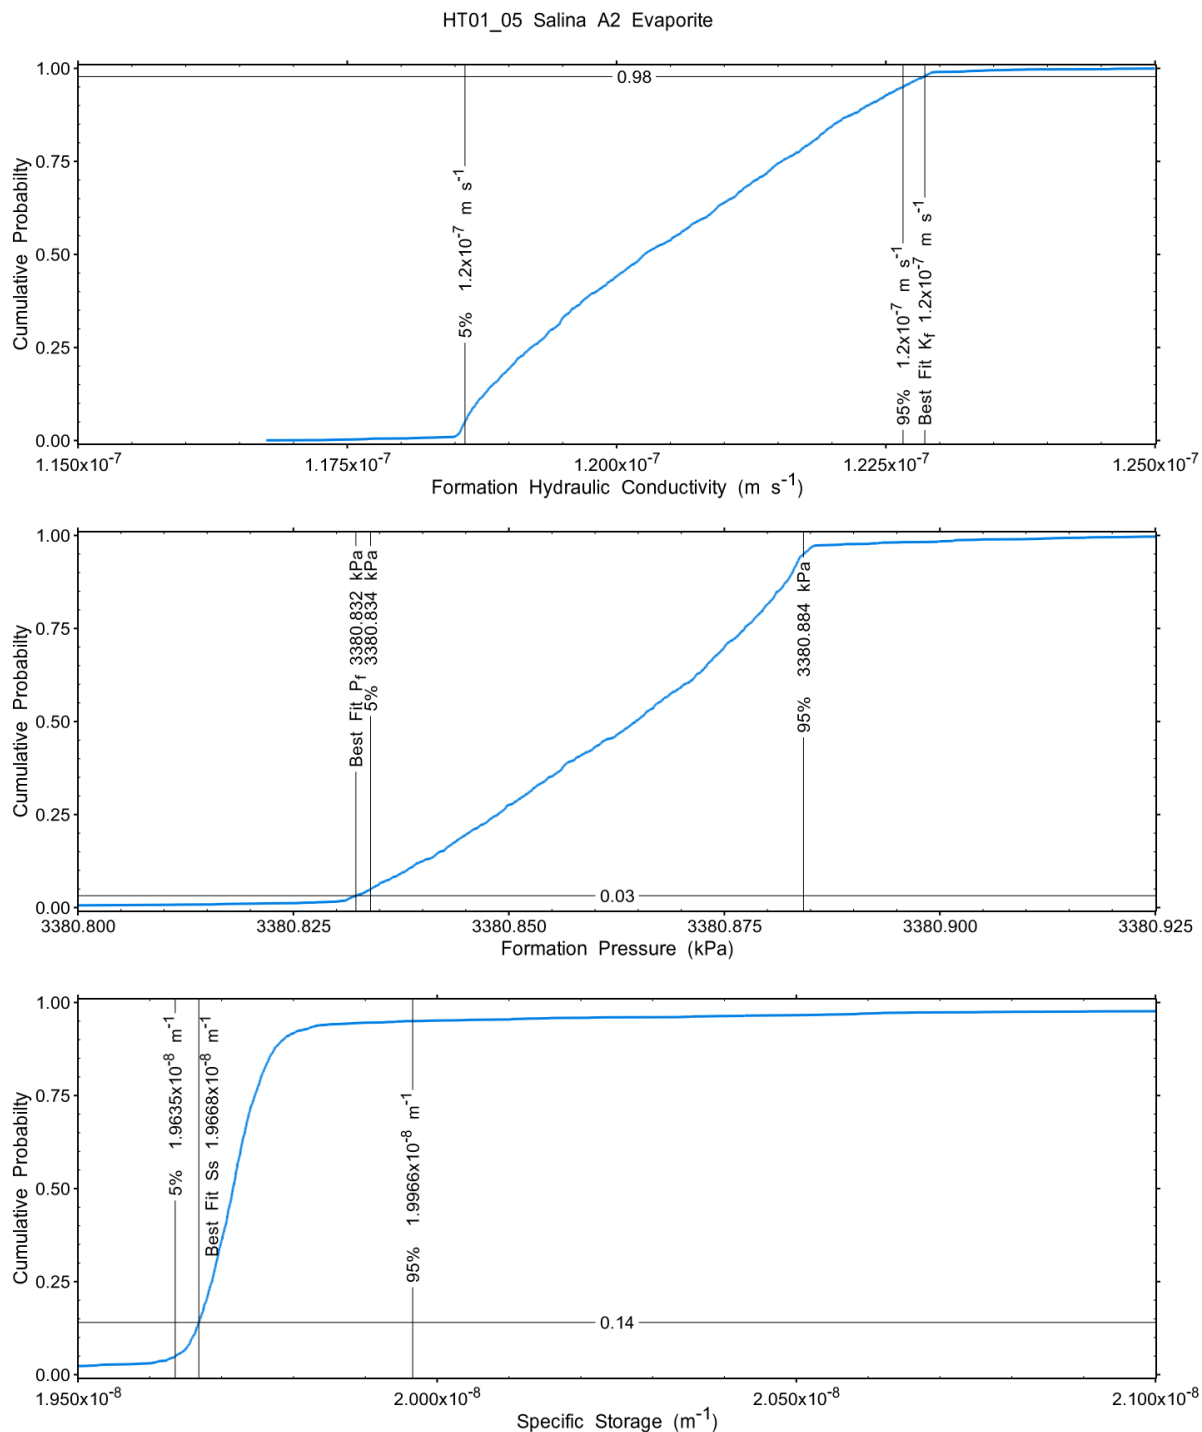 HT01_05 Salina A2 Evaporite
Cumulative Probabilty
1.00
0.75
0.50
0.25
0.00
0.98
5% 1.2x10⁻⁷ m s⁻¹
95% 1.2x10⁻⁷ m s⁻¹
Best Fit Kf 1.2x10⁻⁷ m s⁻¹
1.150x10⁻⁷ 1.175x10⁻⁷ 1.200x10⁻⁷ 1.225x10⁻⁷ 1.250x10⁻⁷
Formation Hydraulic Conductivity (m s⁻¹)
Cumulative Probabilty
1.00
0.75
0.50
0.25
0.00
Best Fit Pf 3380.832 kPa
5% 3380.834 kPa
95% 3380.884 kPa
0.03
3380.800 3380.825 3380.850 3380.875 3380.900 3380.925
Formation Pressure (kPa)
Cumulative Probabilty
1.00
0.75
0.50
0.25
0.00
5% 1.9635x10⁻⁸ m⁻¹
Best Fit Ss 1.9668x10⁻⁸ m⁻¹
95% 1.9966x10⁻⁸ m⁻¹
0.14
1.950x10⁻⁸ 2.000x10⁻⁸ 2.050x10⁻⁸ 2.100x10⁻⁸
Specific Storage (m⁻¹)